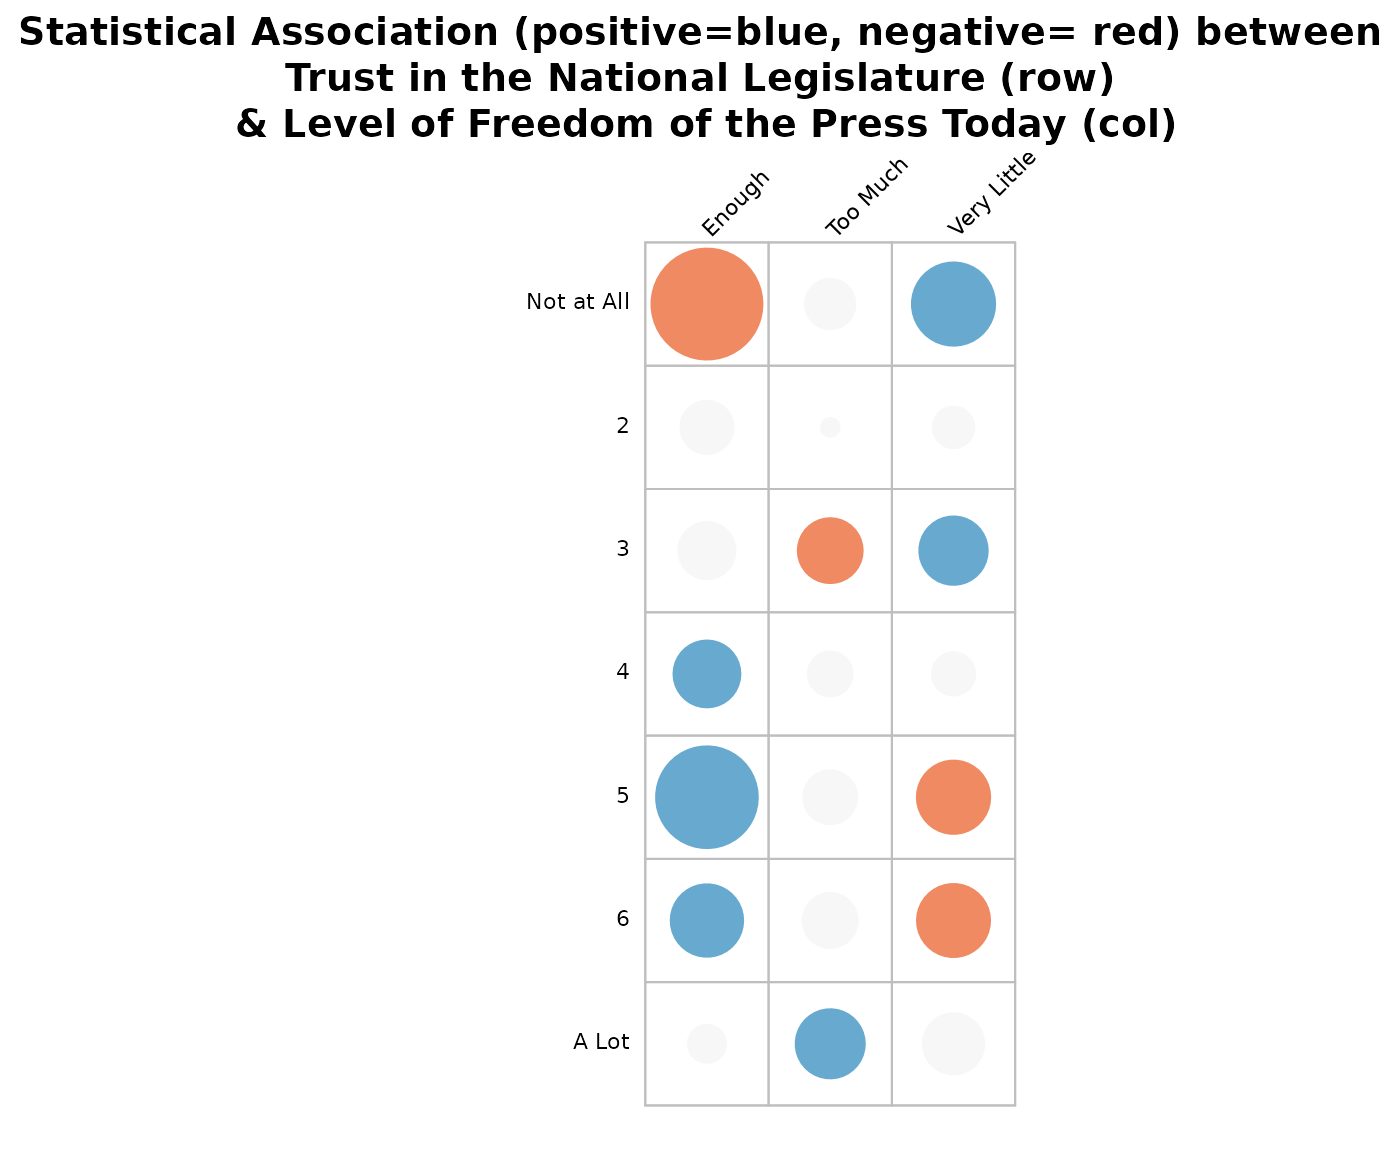 Statistical Association (positive=blue, negative= red) between
Trust in the National Legislature (row)
& Level of Freedom of the Press Today (col)
Enough
Too Much
Very Little
Not at All
2
3
4
5
6
A Lot